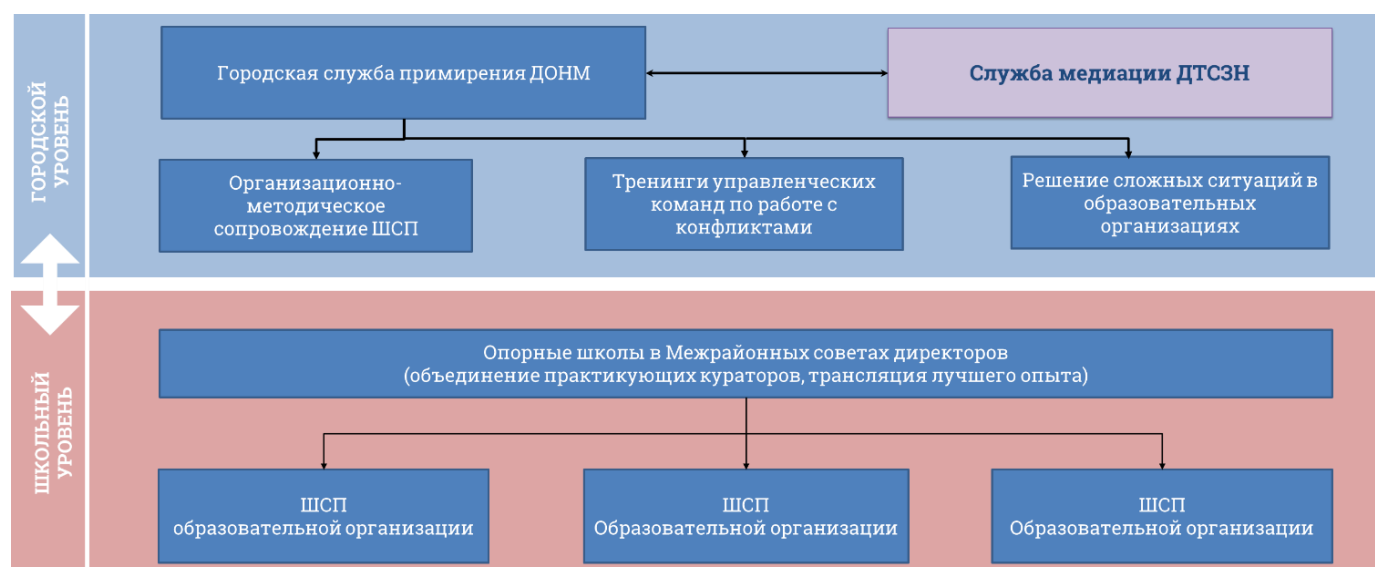 ГОРОДСКОЙ
УРОВЕНЬ
Городская служба примирения ДОНМ
Служба медиации ДТСЗН
Организационно-
методическое
сопровождение ШСП
Тренинги управленческих
команд по работе с
конфликтами
Решение сложных ситуаций в
образовательных
организациях
ШКОЛЬНЫЙ
УРОВЕНЬ
Опорные школы в Межрайонных советах директоров
(объединение практикующих кураторов, трансляция лучшего опыта)
ШСП
образовательной организации
ШСП
Образовательной организации
ШСП
Образовательной организации